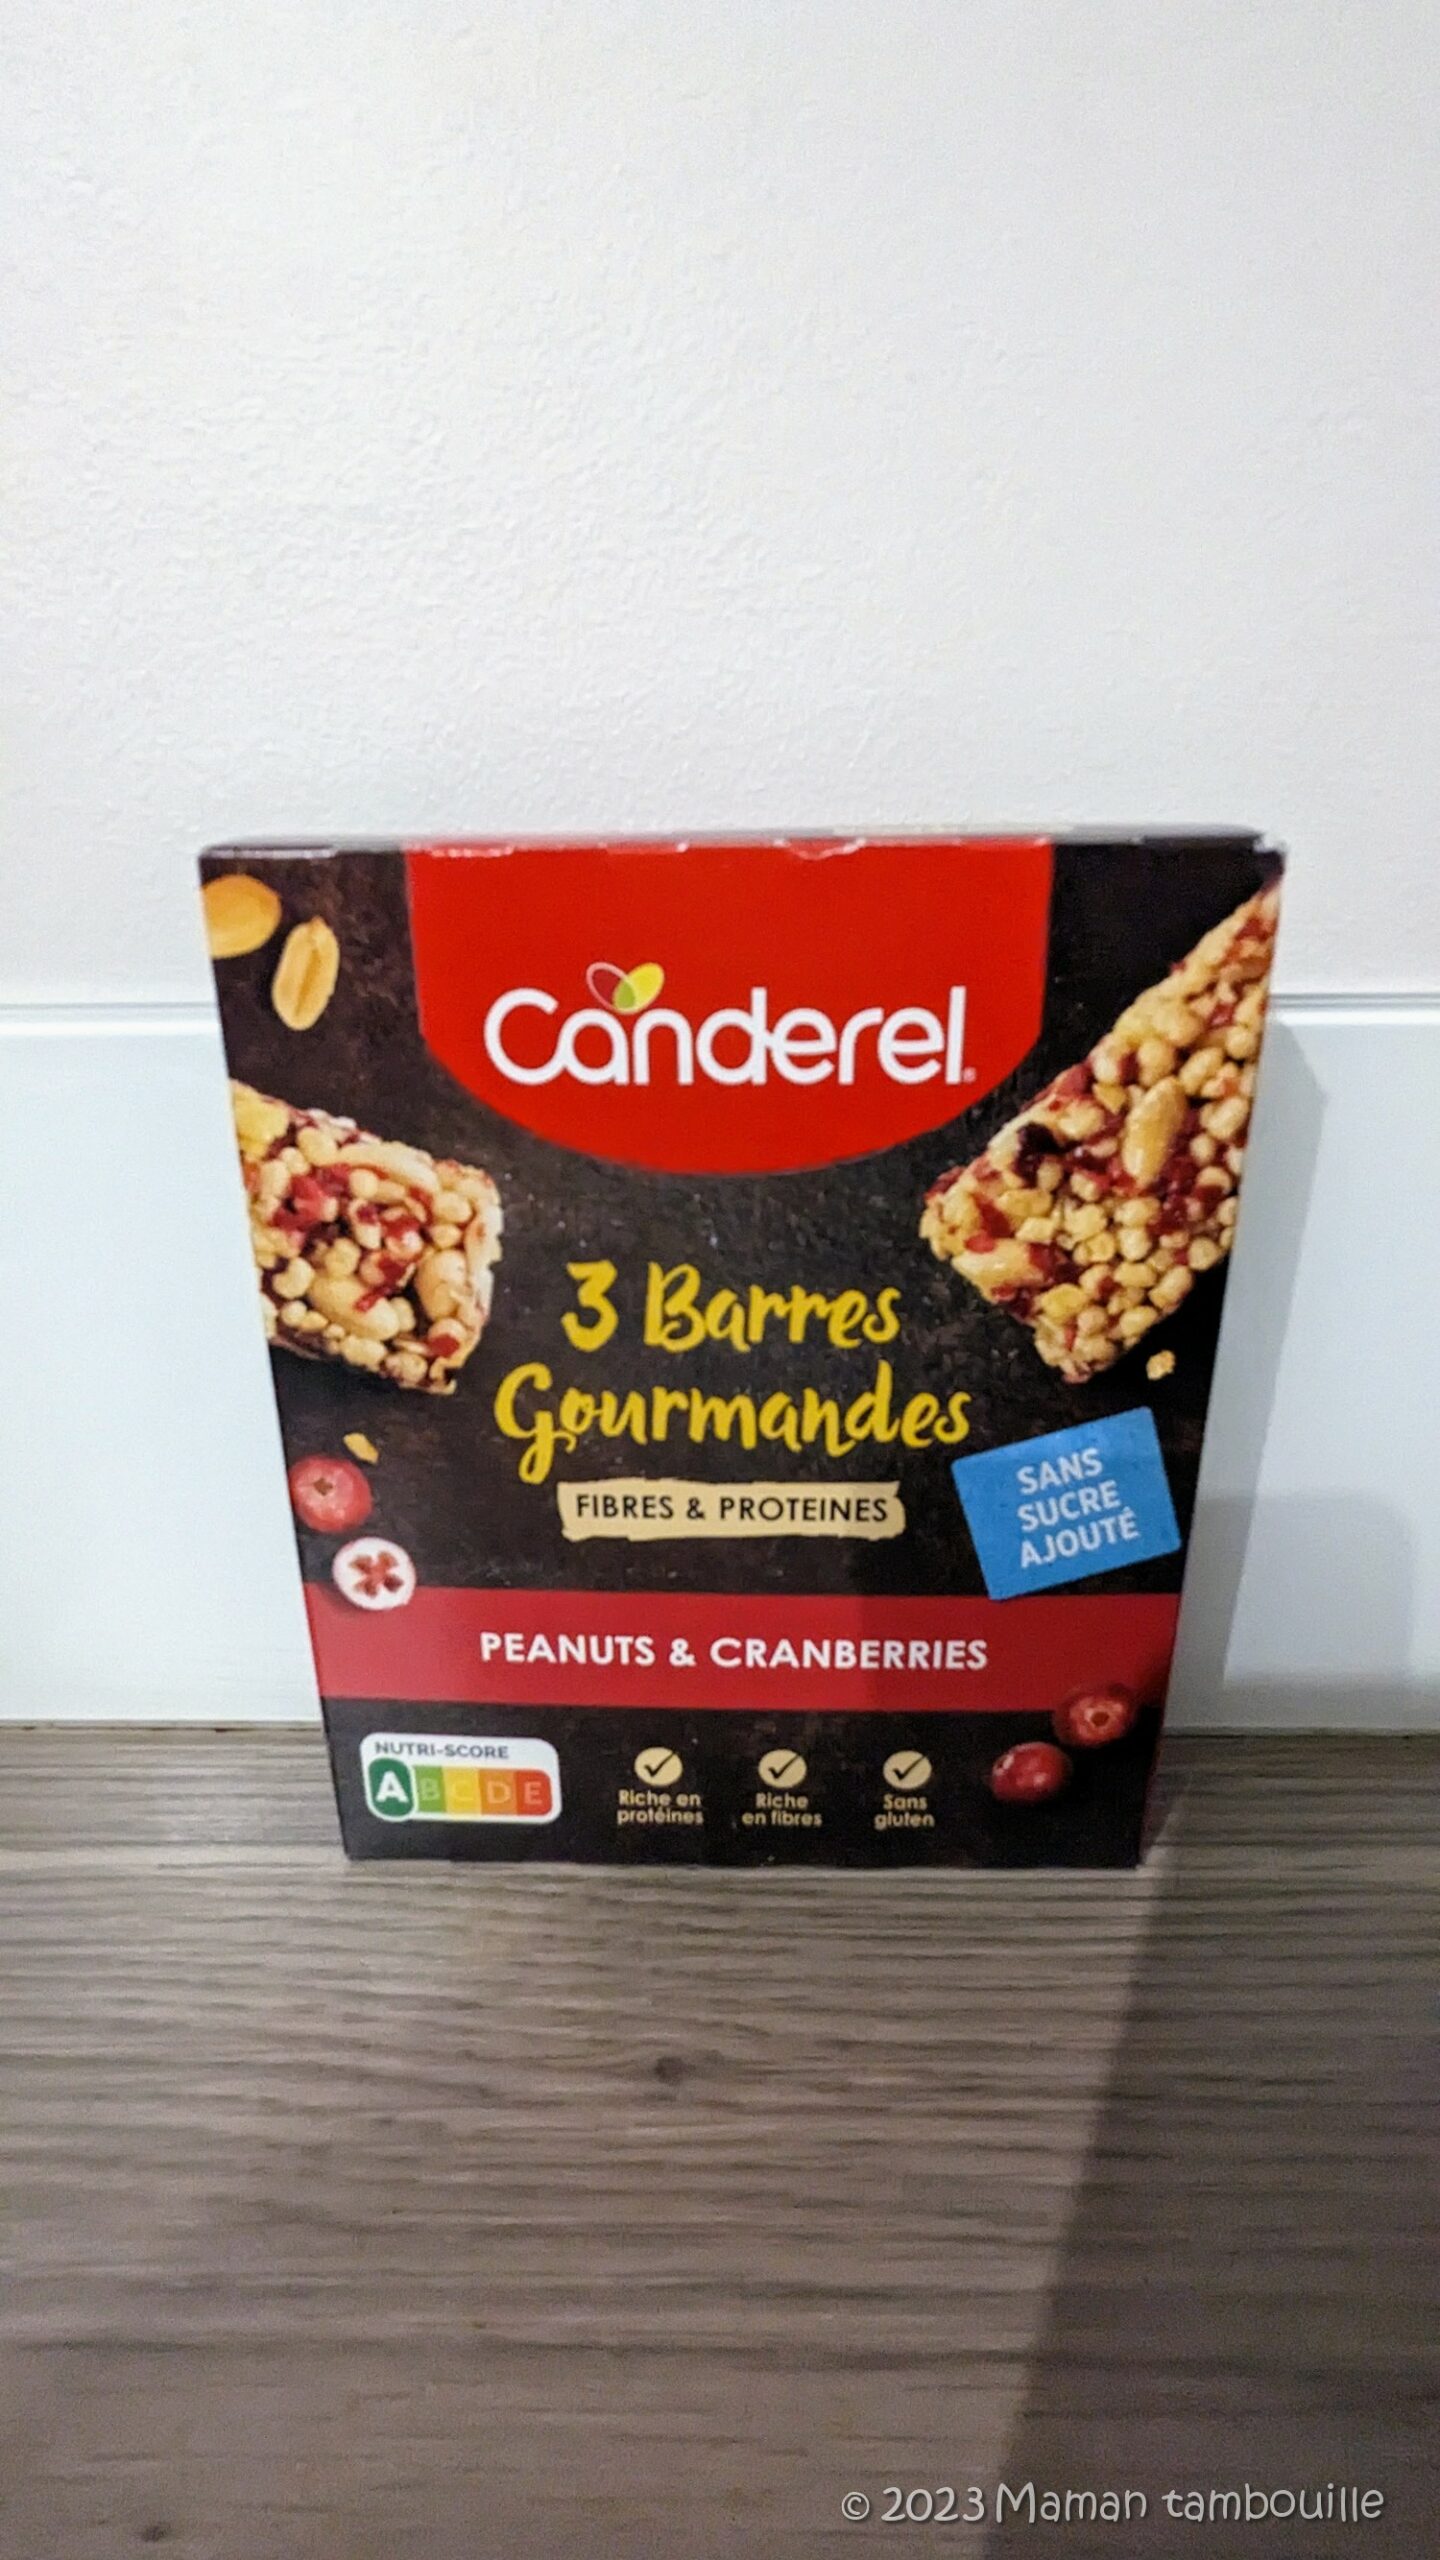 Canderel
3 Barres
Gourmandes
FIBRES & PROTEINES
SANS
SUCRE
AJOUTÉ
PEANUTS & CRANBERRIES
NUTRI-SCORE
A B C D E
Riche en
protéines
Riche
en fibres
Sans
gluten
© 2023 Maman tambouille